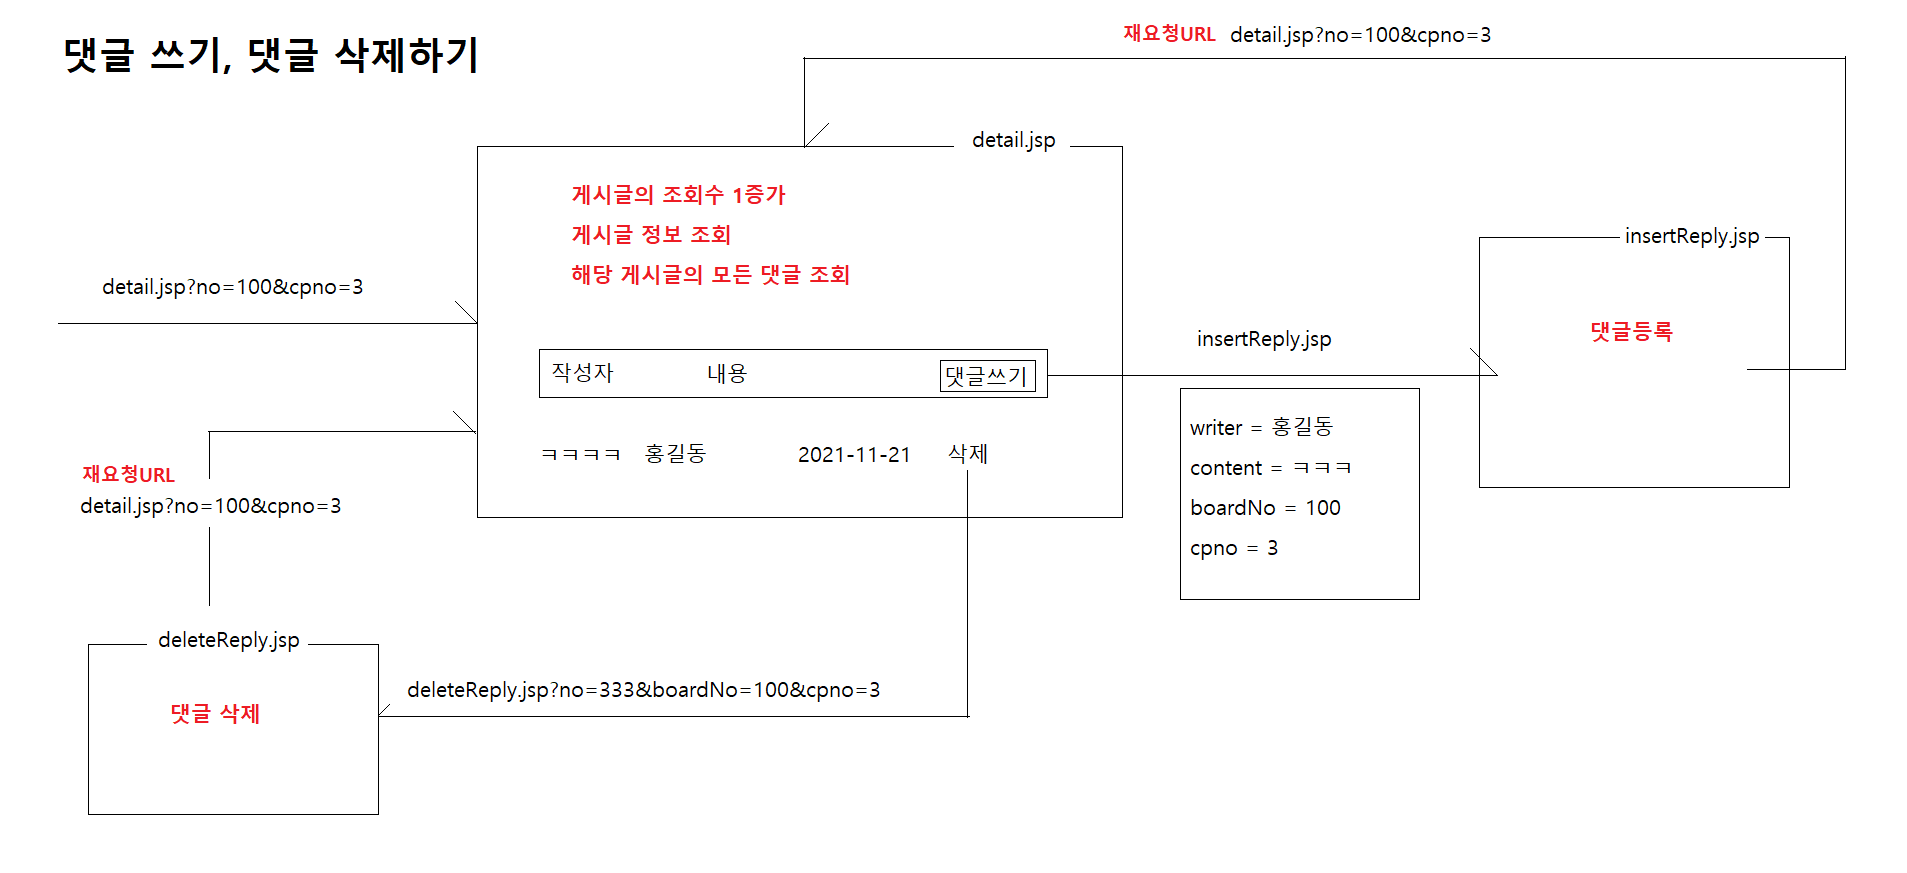 댓글 쓰기, 댓글 삭제하기
재요청URL detail.jsp?no=100&cpno=3
detail.jsp
게시글의 조회수 1증가
게시글 정보 조회
해당 게시글의 모든 댓글 조회
detail.jsp?no=100&cpno=3
작성자 내용 댓글쓰기
ㅋㅋㅋㅋ 홍길동 2021-11-21 삭제
insertReply.jsp
writer = 홍길동
content = ㅋㅋㅋ
boardNo = 100
cpno = 3
insertReply.jsp
댓글등록
재요청URL
detail.jsp?no=100&cpno=3
deleteReply.jsp
댓글 삭제
deleteReply.jsp?no=333&boardNo=100&cpno=3